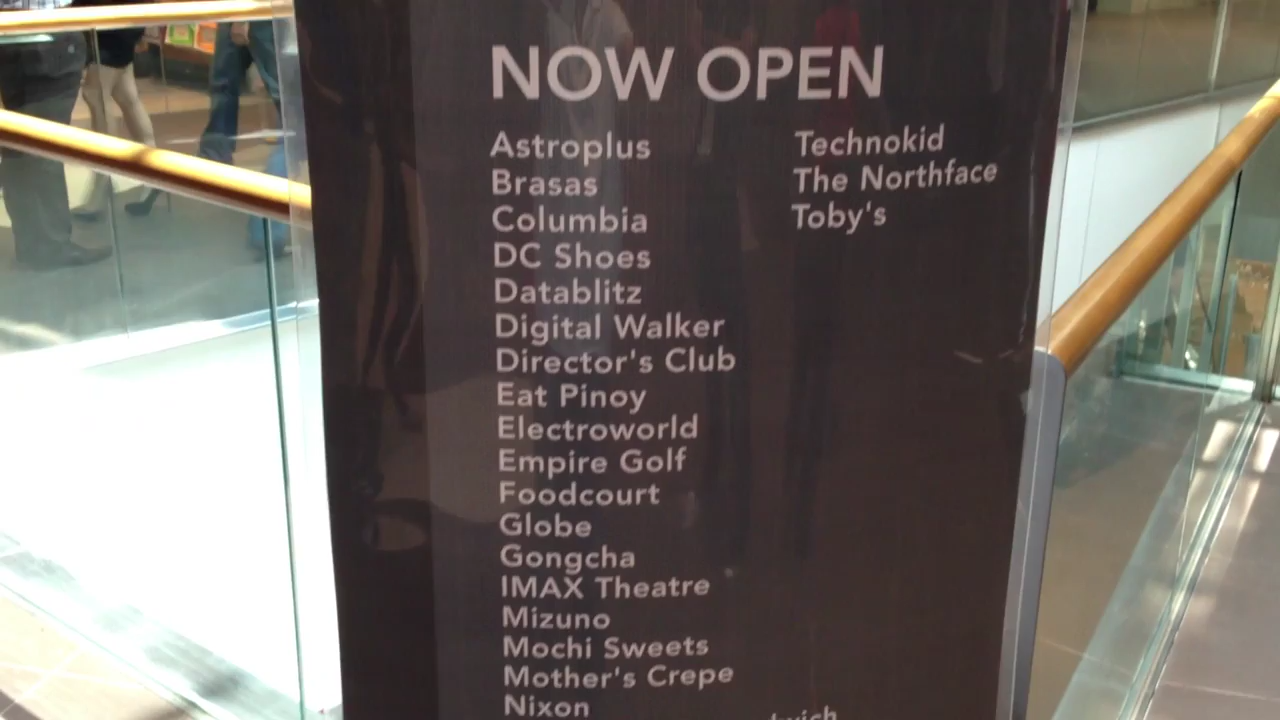 NOW OPEN
Astroplus
Brasas
Columbia
DC Shoes
Datablitz
Digital Walker
Director's Club
Eat Pinoy
Electroworld
Empire Golf
Foodcourt
Globe
Gongcha
IMAX Theatre
Mizuno
Mochi Sweets
Mother's Crepe
Nixon
Technokid
The Northface
Toby's